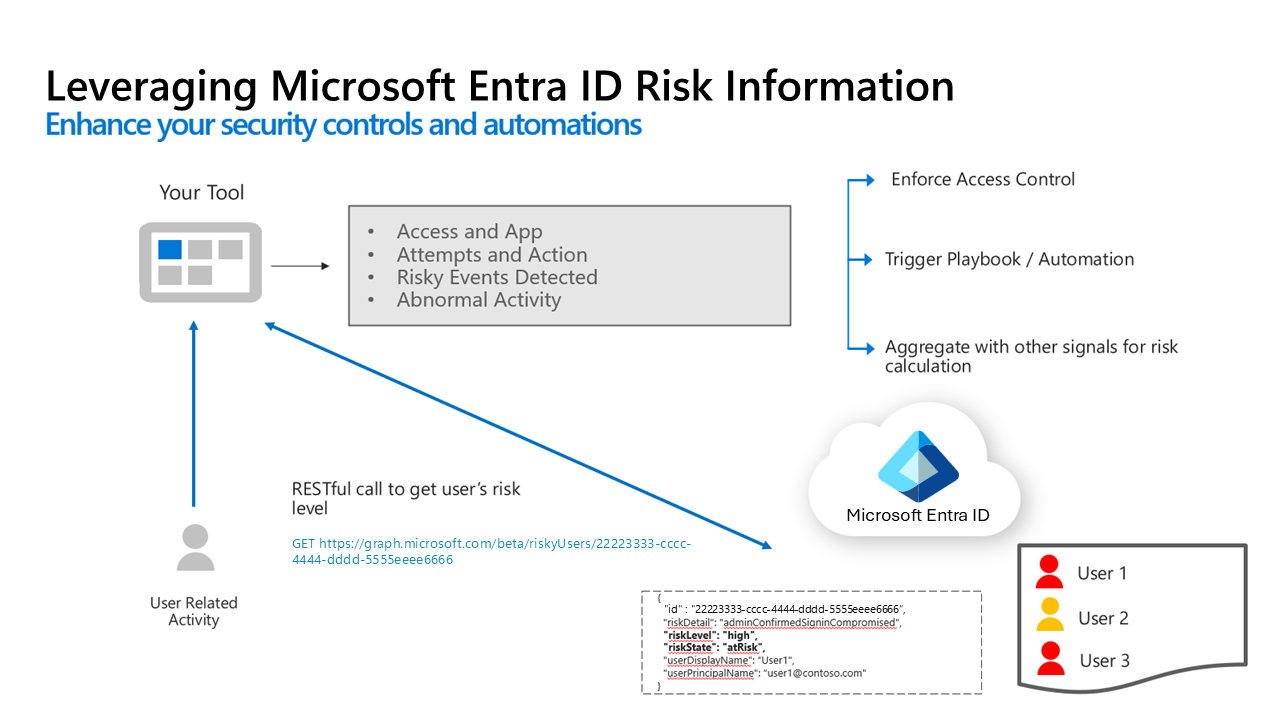 Leveraging Microsoft Entra ID Risk Information
Enhance your security controls and automations
Your Tool
• Access and App
• Attempts and Action
• Risky Events Detected
• Abnormal Activity
Enforce Access Control
Trigger Playbook / Automation
Aggregate with other signals for risk
calculation
Microsoft Entra ID
RESTful call to get user's risk
level
GET https://graph.microsoft.com/beta/riskyUsers/22223333-cccc-
4444-dddd-5555eeee6666
User Related
Activity
{
"id" : "22223333-cccc-4444-dddd-5555eeee6666",
"riskDetail": "adminConfirmedSigninCompromised",
"riskLevel": "high",
"riskState": "atRisk",
"userDisplayName": "User1",
"userPrincipalName": "user1@contoso.com"
}
User 1
User 2
User 3